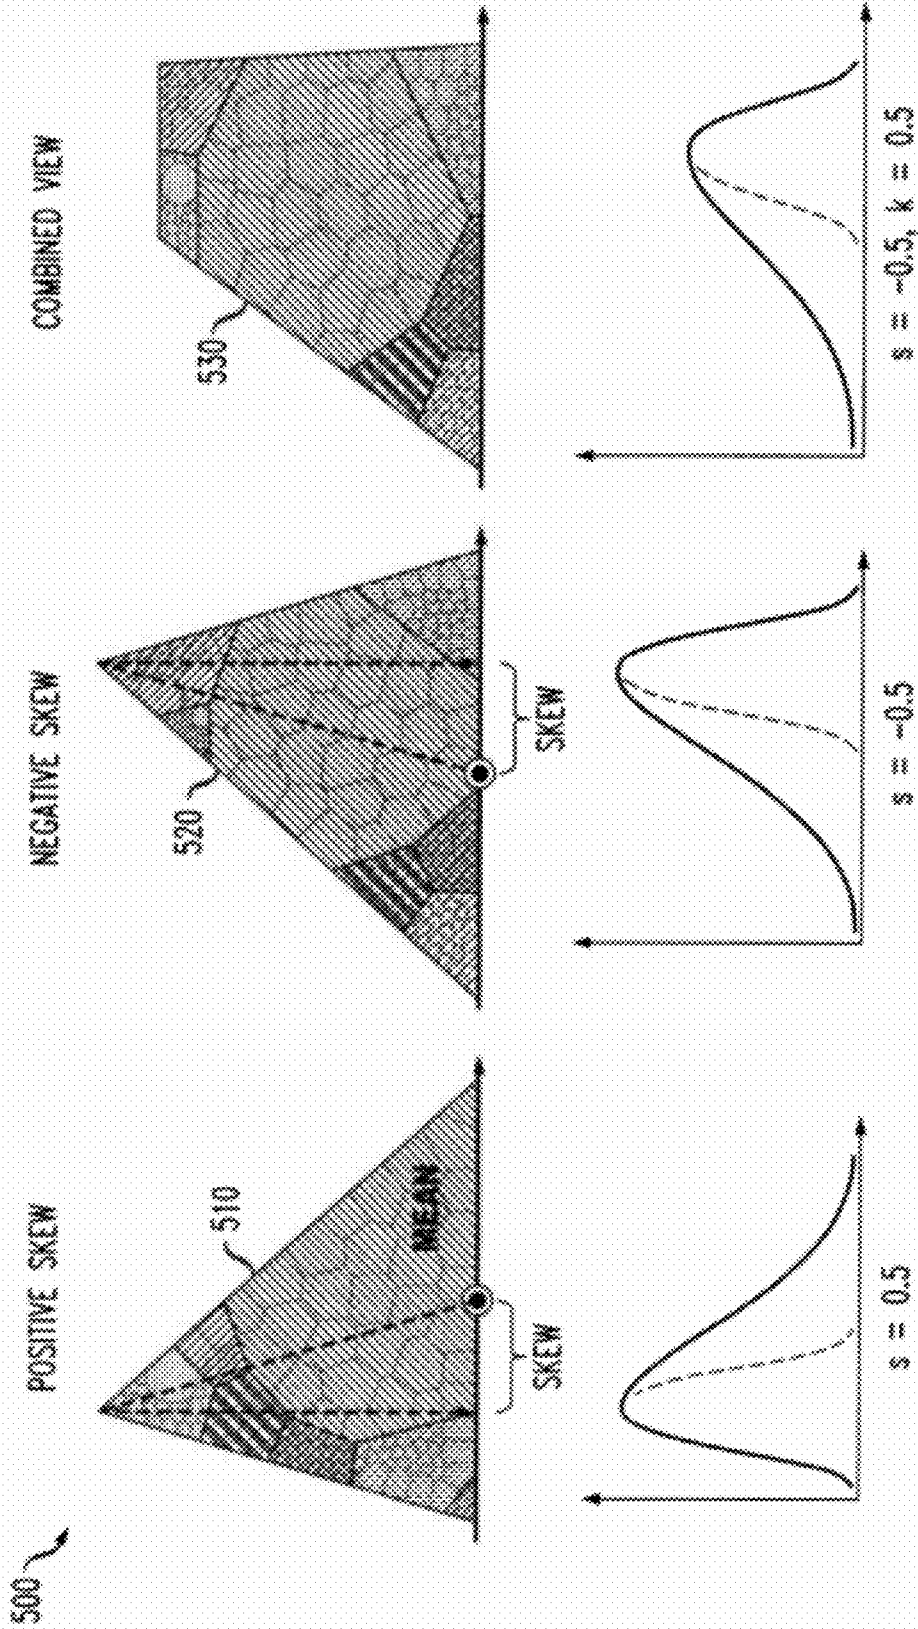 500
POSITIVE SKEW
NEGATIVE SKEW
COMBINED VIEW
510
520
530
MEAN
SKEW
SKEW
s = 0.5
s = -0.5
s = -0.5, k = 0.5